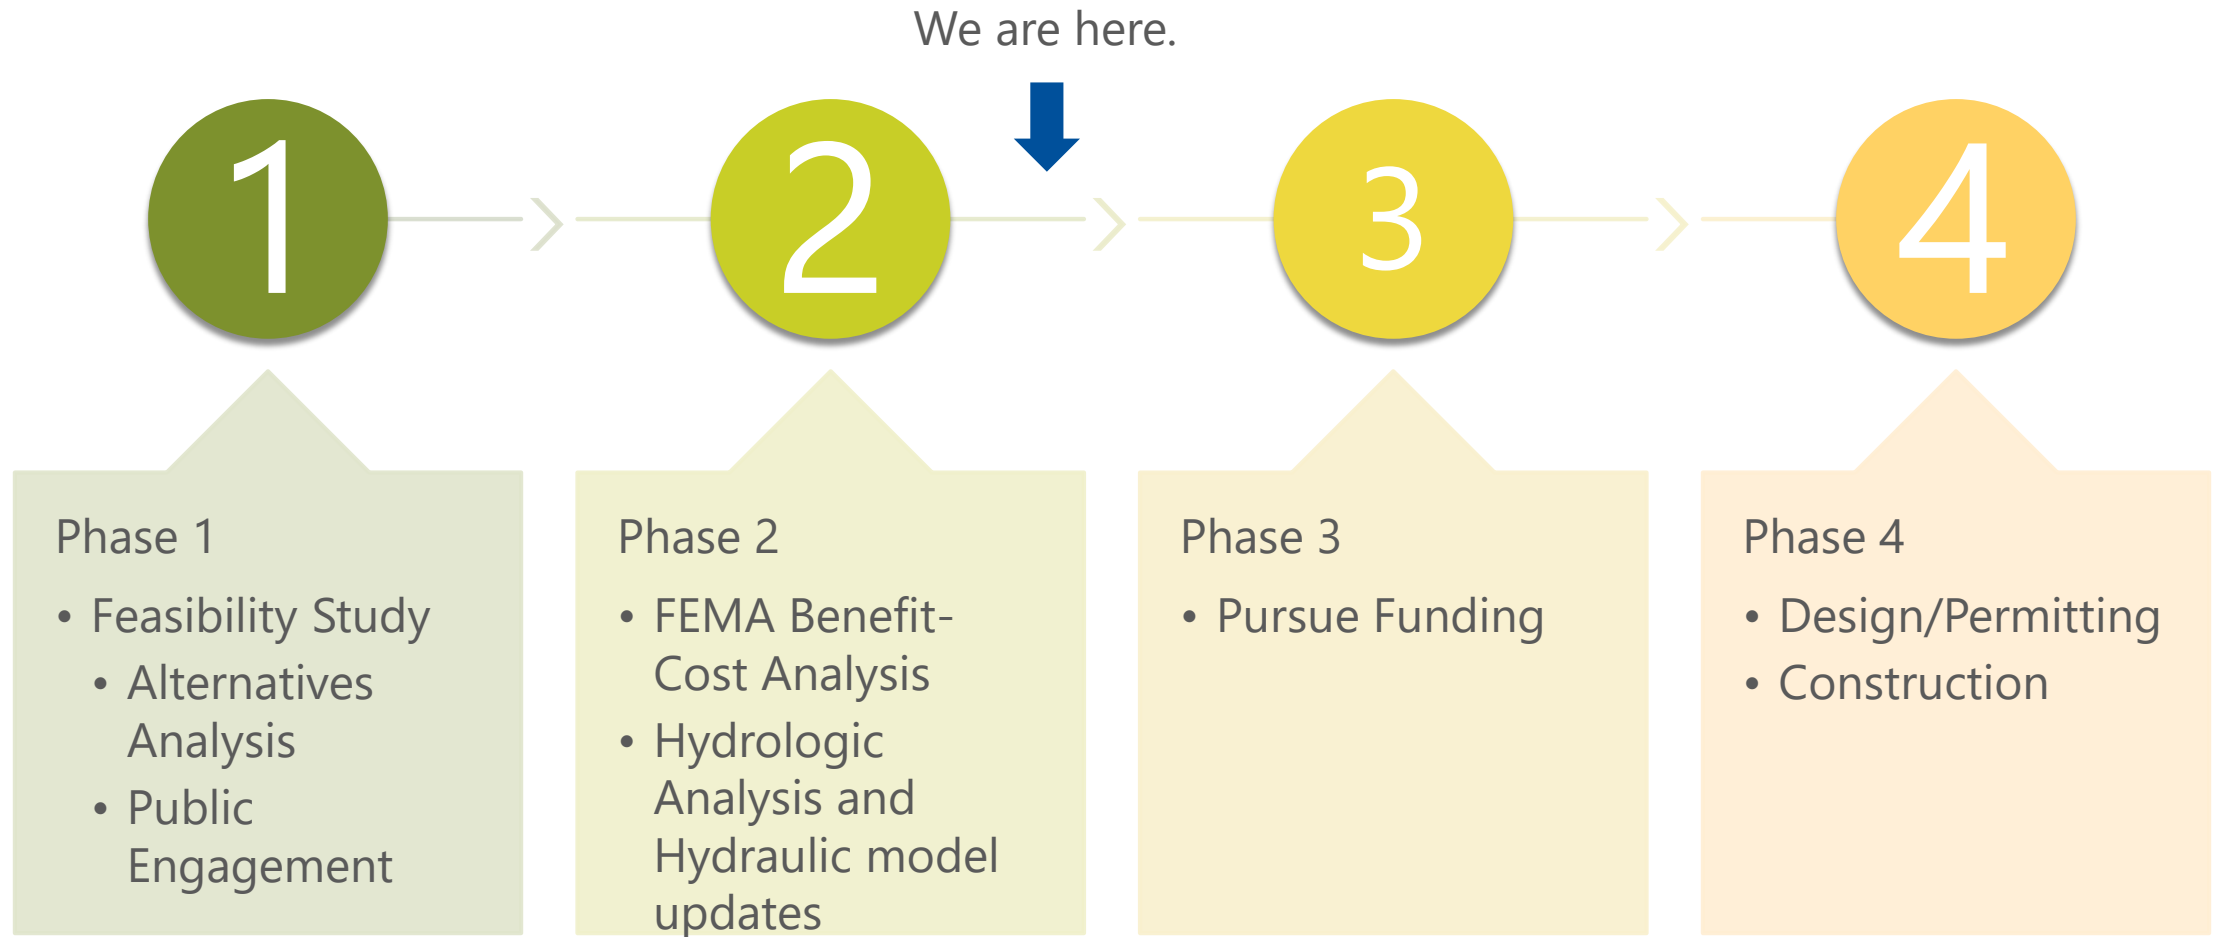 We are here.
1
2
3
4
Phase 1
• Feasibility Study
• Alternatives
Analysis
• Public
Engagement
Phase 2
• FEMA Benefit-
Cost Analysis
• Hydrologic
Analysis and
Hydraulic model
updates
Phase 3
• Pursue Funding
Phase 4
• Design/Permitting
• Construction